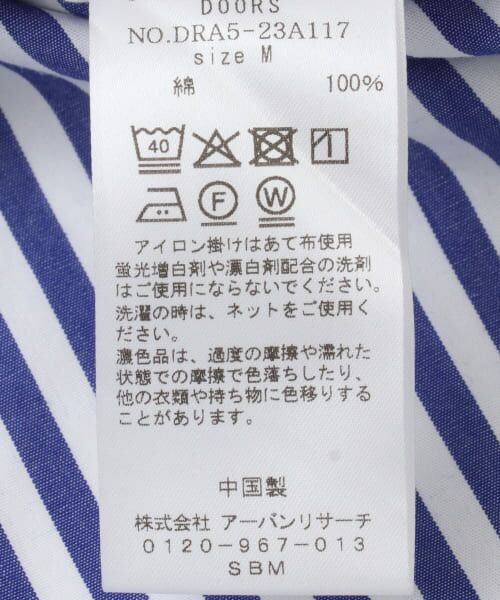 DOORS
NO.DRA5-23A117
size M
綿 100%
40
F W
アイロン掛けはあて布使用
蛍光増白剤や漂白剤配合の洗剤
はご使用にならないでください。
洗濯の時は、ネットをご使用く
ださい。
濃色品は、過度の摩擦や濡れた
状態での摩擦で色落ちしたり、
他の衣類や持ち物に色移りする
ことがあります。
中国製
株式会社 アーバンリサーチ
0120-967-013
SBM